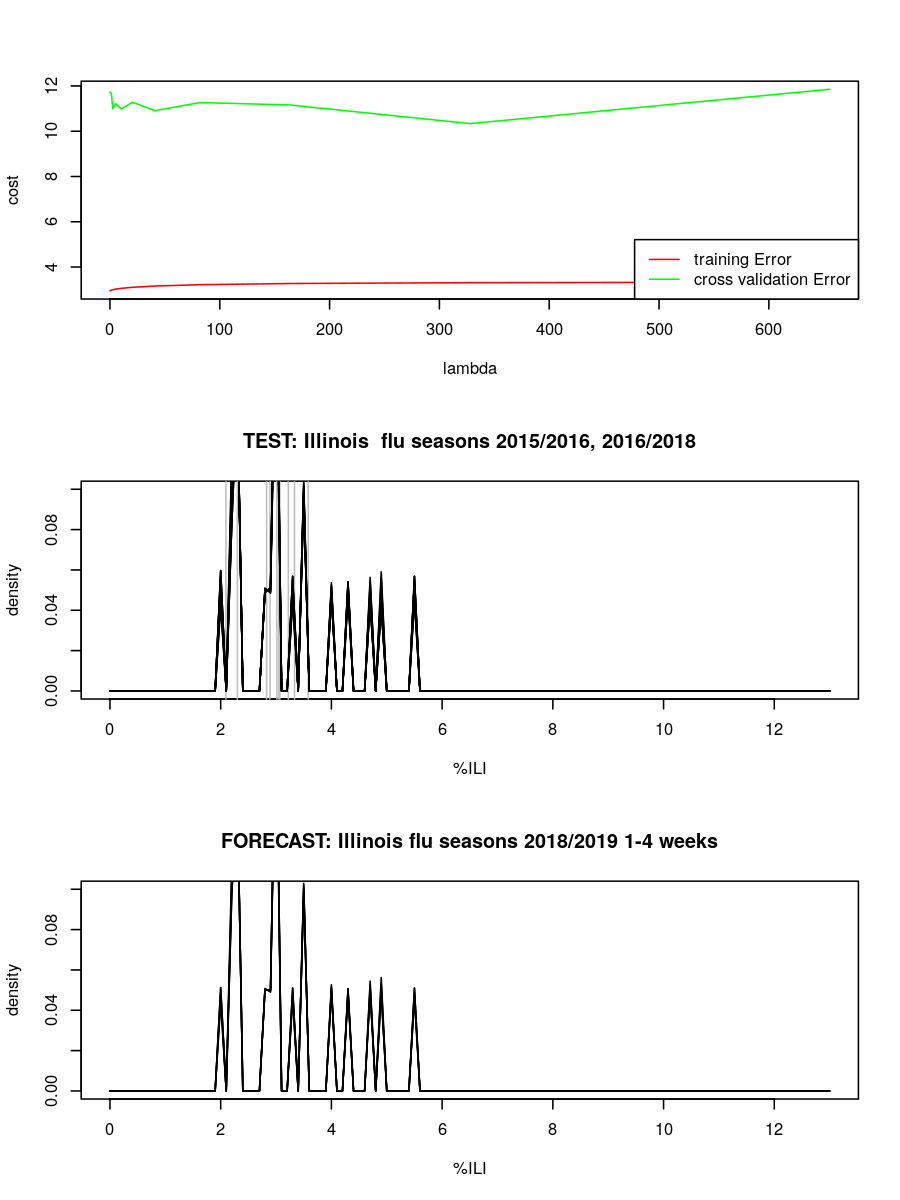 12
10
8
6
4
cost
training Error
cross validation Error
0 100 200 300 400 500 600
lambda
TEST: Illinois  flu seasons 2015/2016, 2016/2018
0.08
0.04
0.00
density
0 2 4 6 8 10 12
%ILI
FORECAST: Illinois flu seasons 2018/2019 1-4 weeks
0.08
0.04
0.00
density
0 2 4 6 8 10 12
%ILI